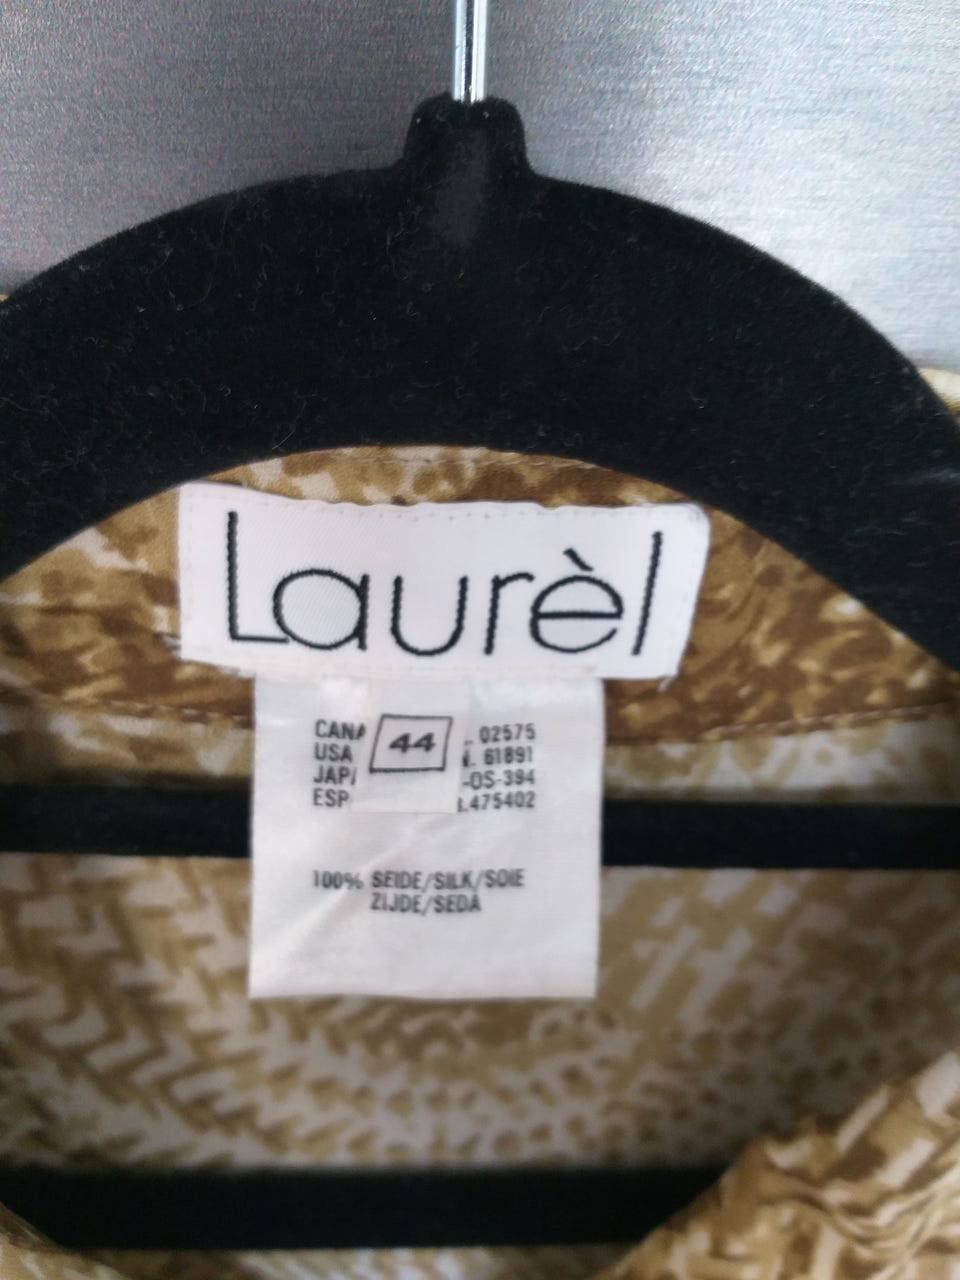 Laurèl
44
CANA . 02575
USA . 61891
JAP -OS-394
ESP .475402
100% SEIDE/SILK/SOIE
ZIJDE/SEDA